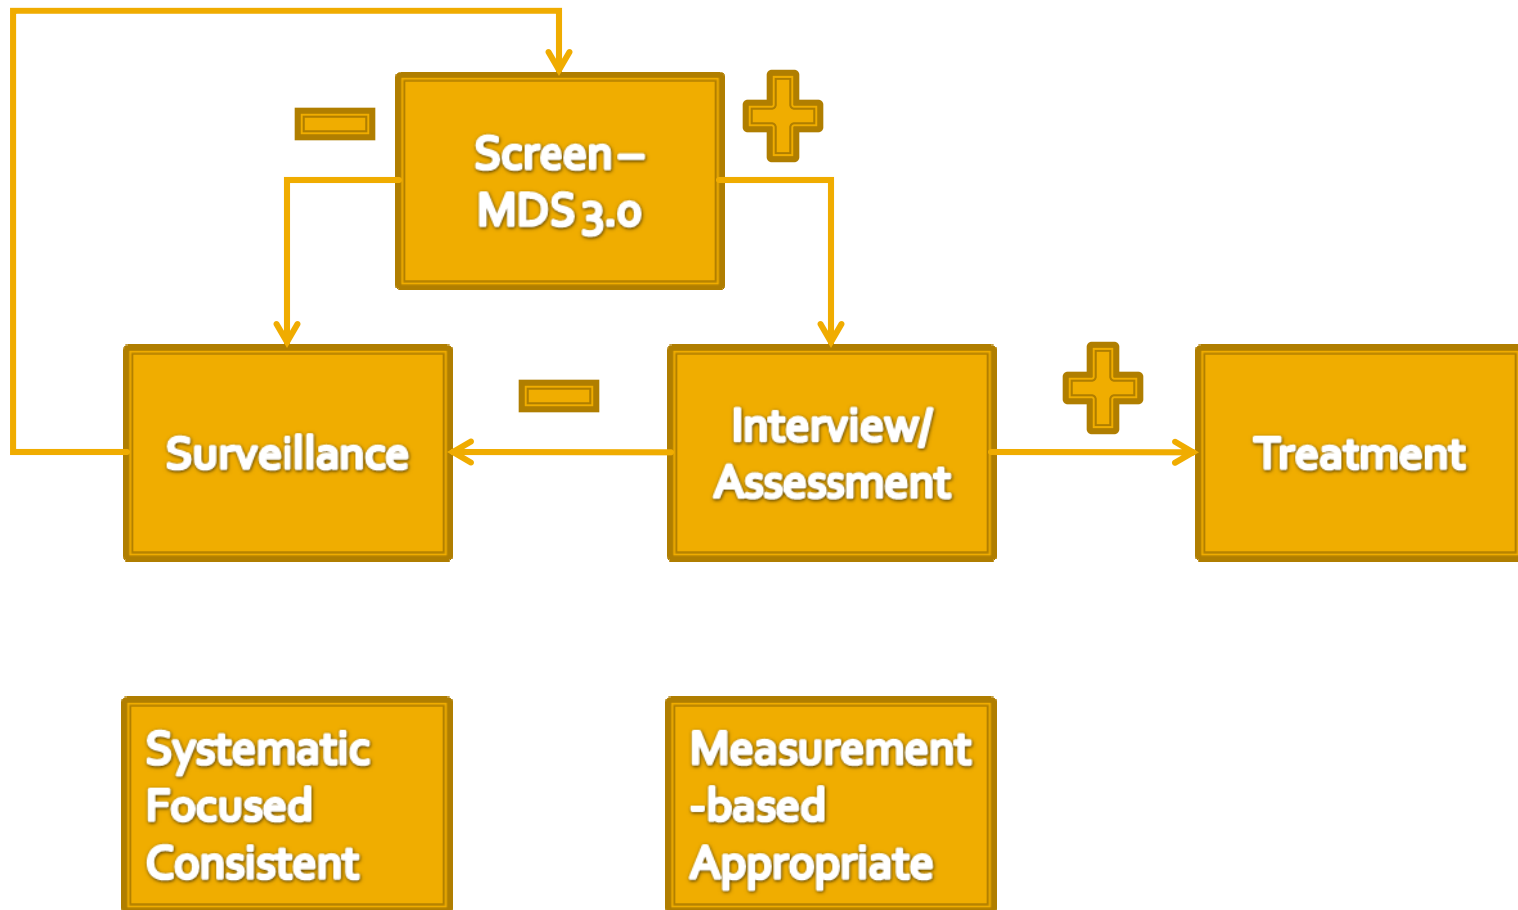 Screen –
MDS 3.0
Surveillance
Interview/
Assessment
Treatment
Systematic
Focused
Consistent
Measurement
-based
Appropriate